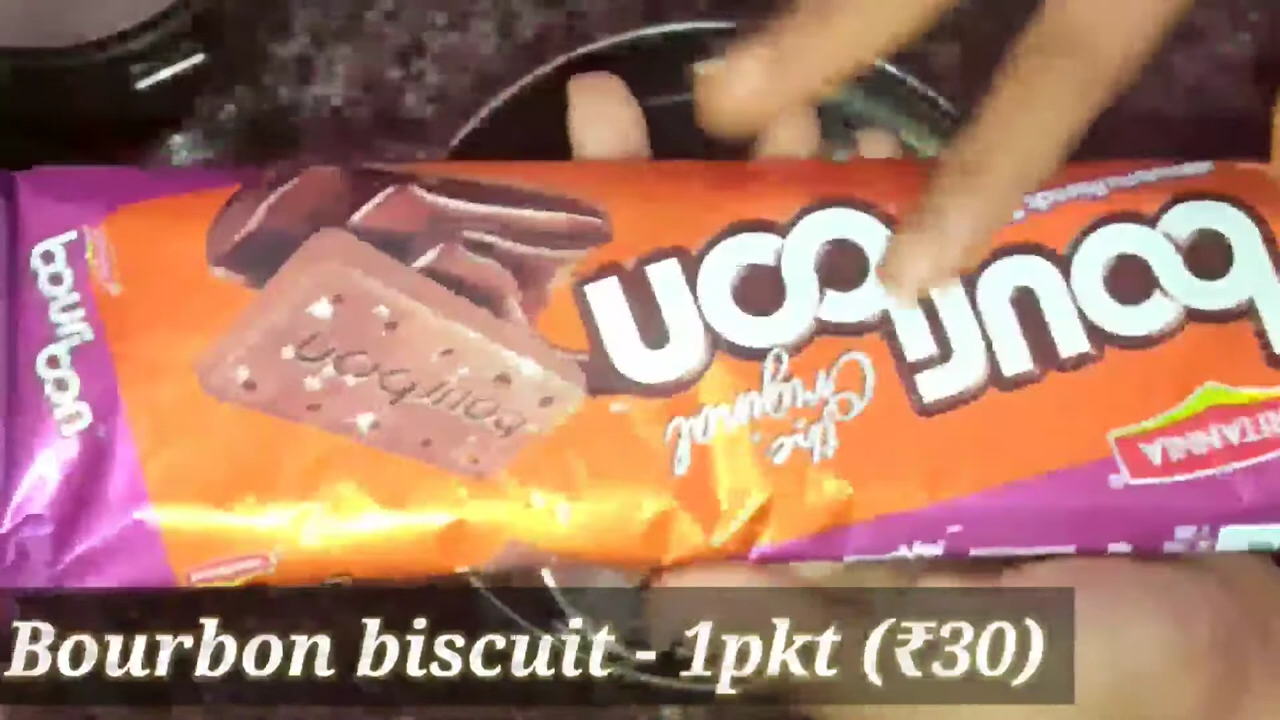 bourbon
The
Original
BRITANNIA
bourbon
bourbon
Bourbon biscuit - 1pkt (₹30)